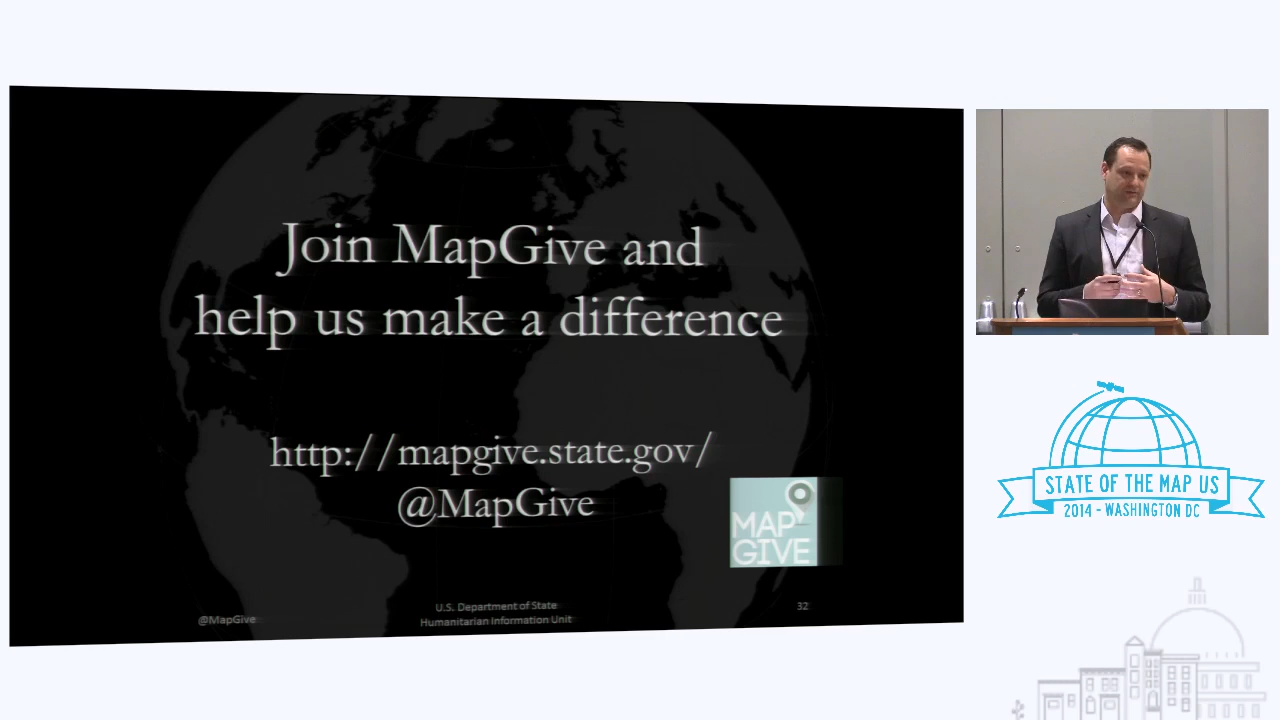 Join MapGive and
help us make a difference
http://mapgive.state.gov/
@MapGive
MAP
GIVE
@MapGive
U.S. Department of State
Humanitarian Information Unit
32
STATE OF THE MAP US
2014 - WASHINGTON DC